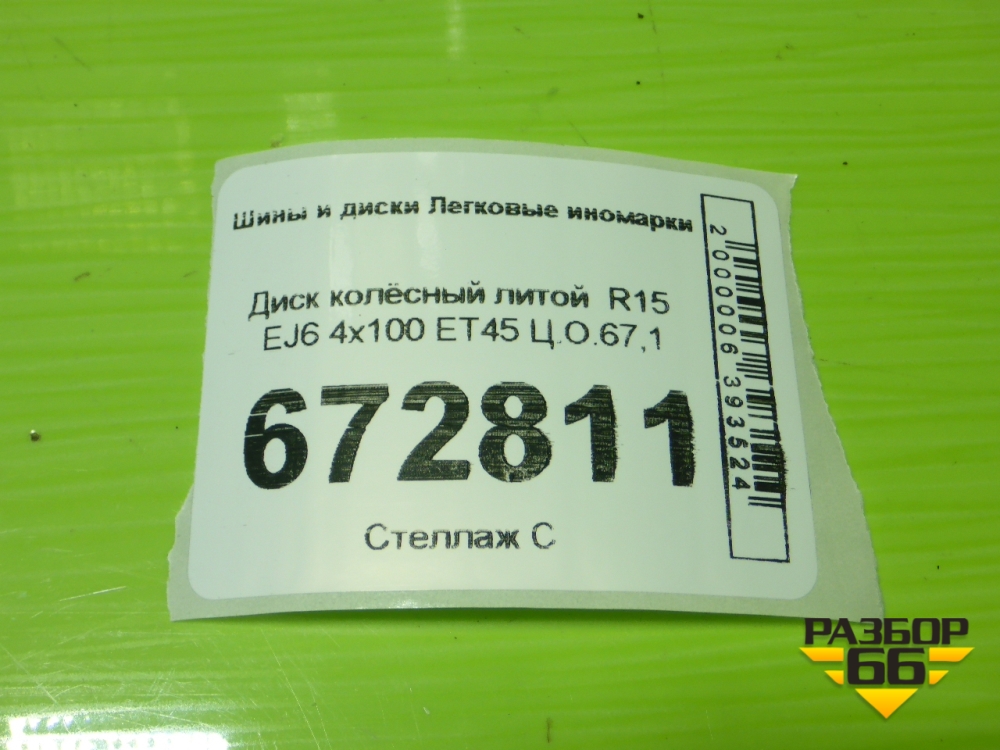 Шины и диски Легковые иномарки
Диск колёсный литой R15
EJ6 4x100 ET45 Ц.О.67,1
672811
Стеллаж С
2000006393524
РАЗБОР
66